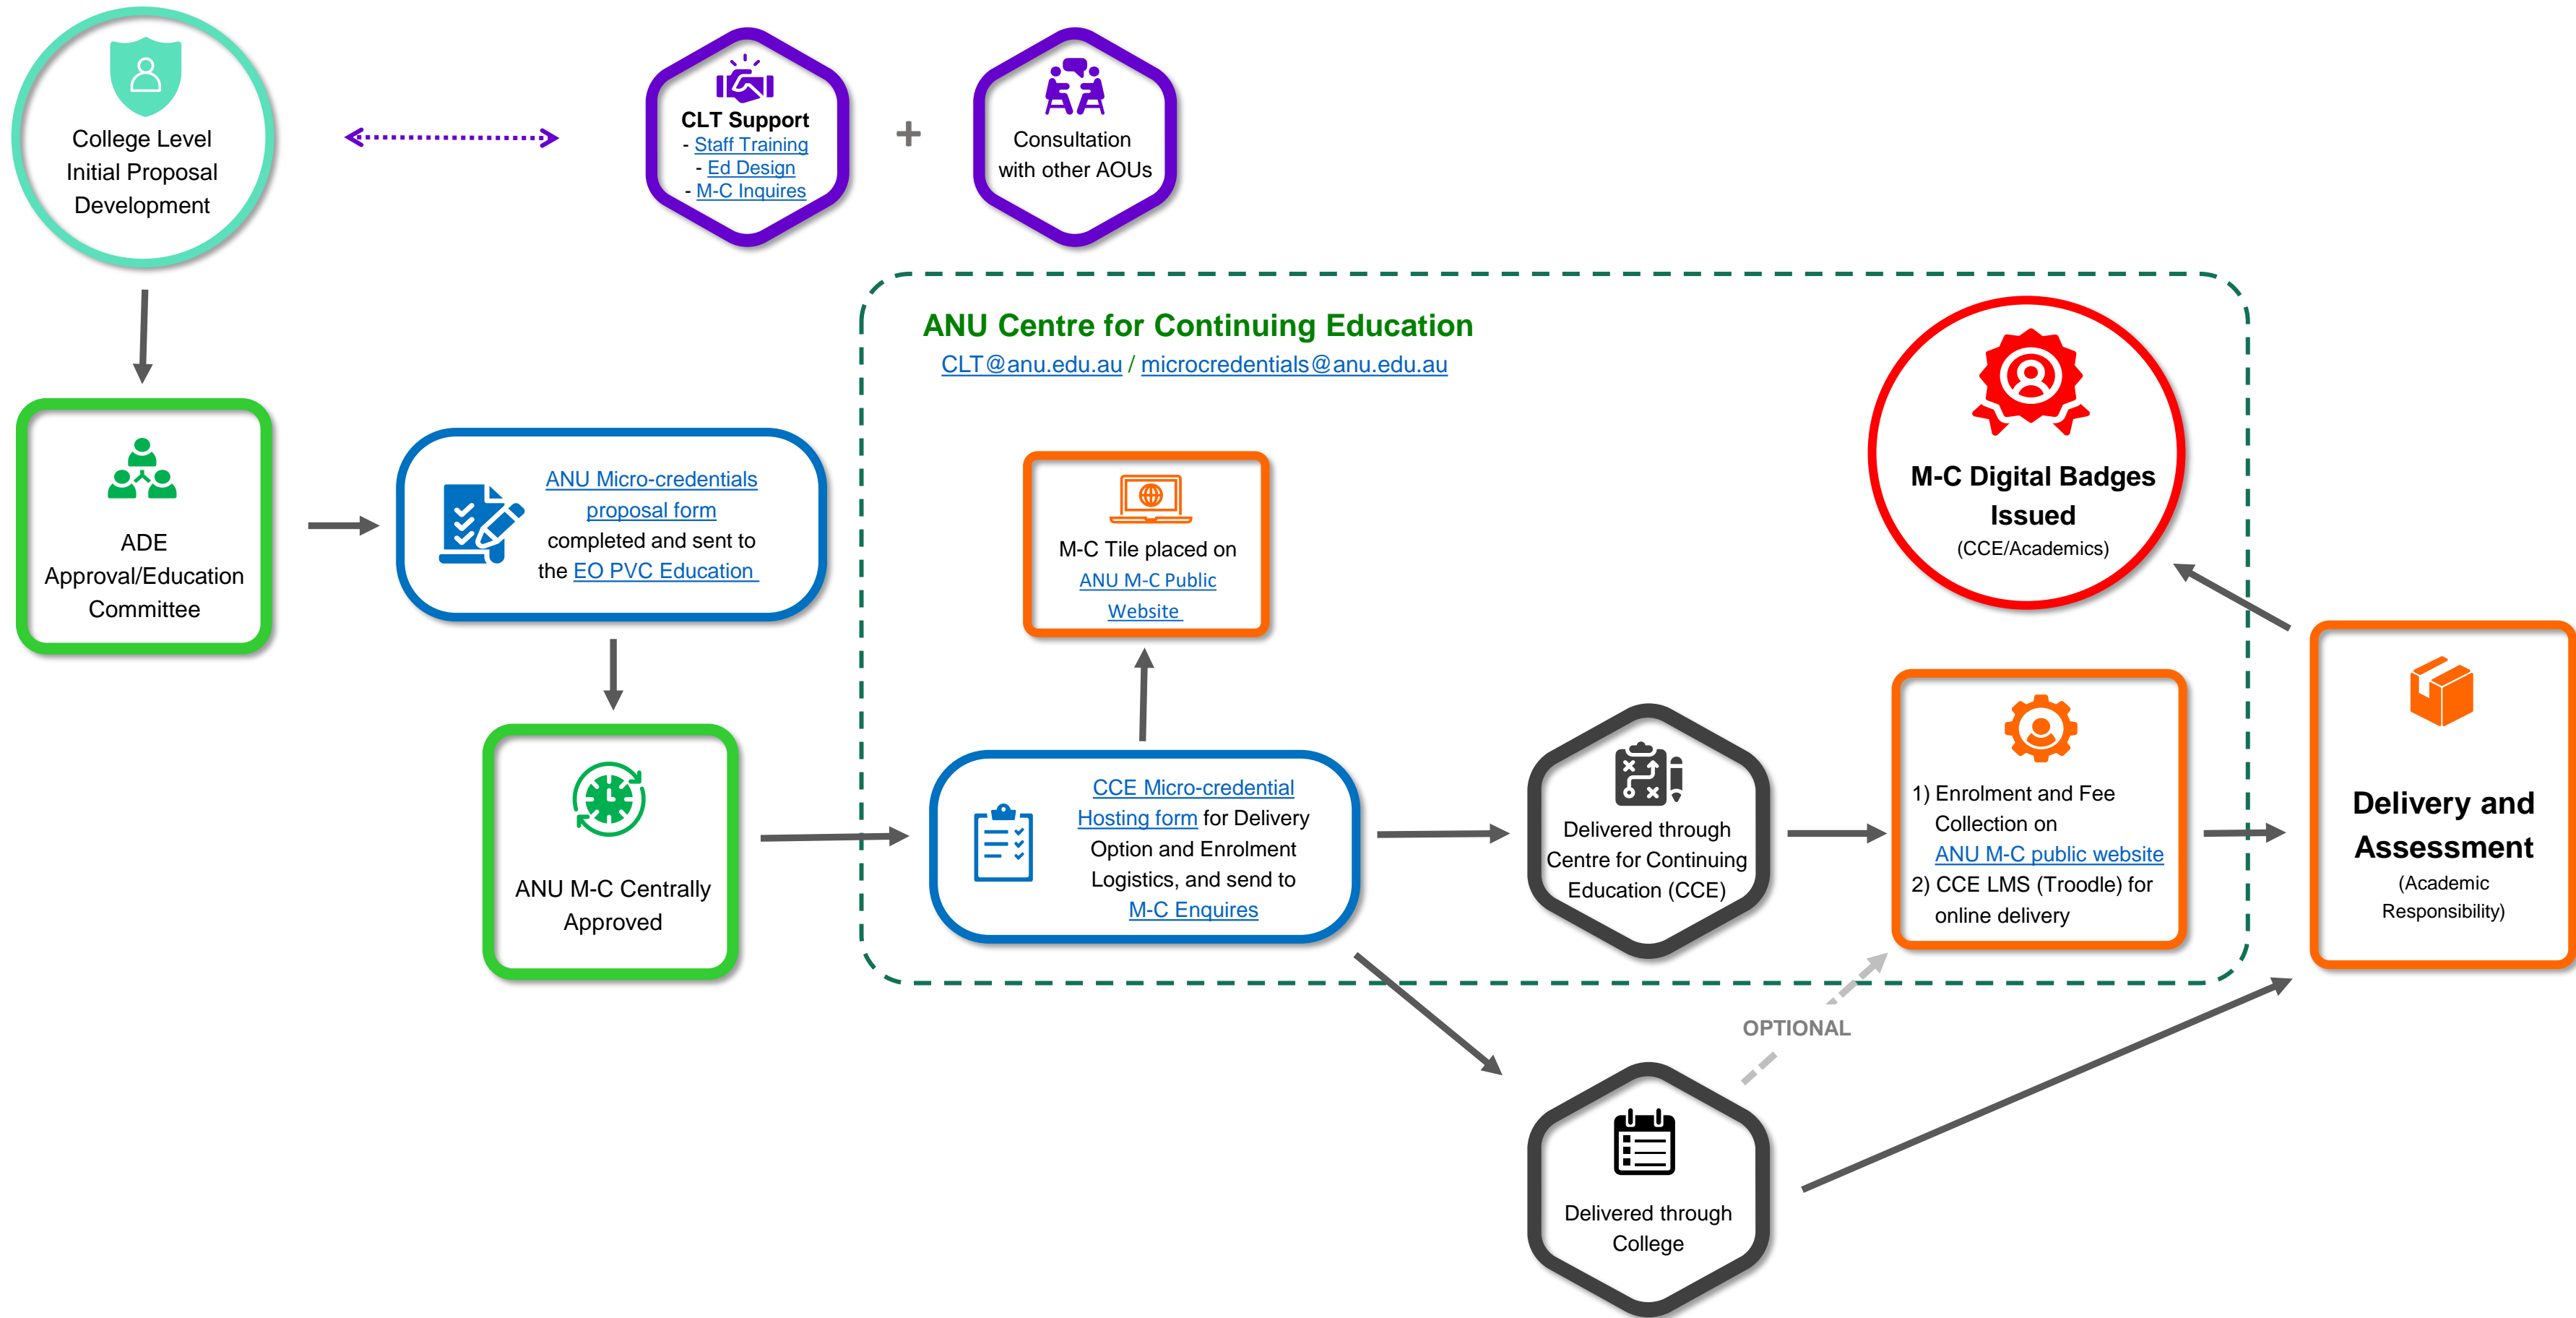 College Level
Initial Proposal
Development
CLT Support
- Staff Training
- Ed Design
- M-C Inquires
+
Consultation
with other AOUs
ADE
Approval/Education
Committee
ANU Micro-credentials
proposal form
completed and sent to
the EO PVC Education
ANU M-C Centrally
Approved
ANU Centre for Continuing Education
CLT@anu.edu.au / microcredentials@anu.edu.au
M-C Tile placed on
ANU M-C Public
Website
CCE Micro-credential
Hosting form for Delivery
Option and Enrolment
Logistics, and send to
M-C Enquires
Delivered through
Centre for Continuing
Education (CCE)
1) Enrolment and Fee
Collection on
ANU M-C public website
2) CCE LMS (Troodle) for
online delivery
M-C Digital Badges
Issued
(CCE/Academics)
Delivery and
Assessment
(Academic
Responsibility)
OPTIONAL
Delivered through
College